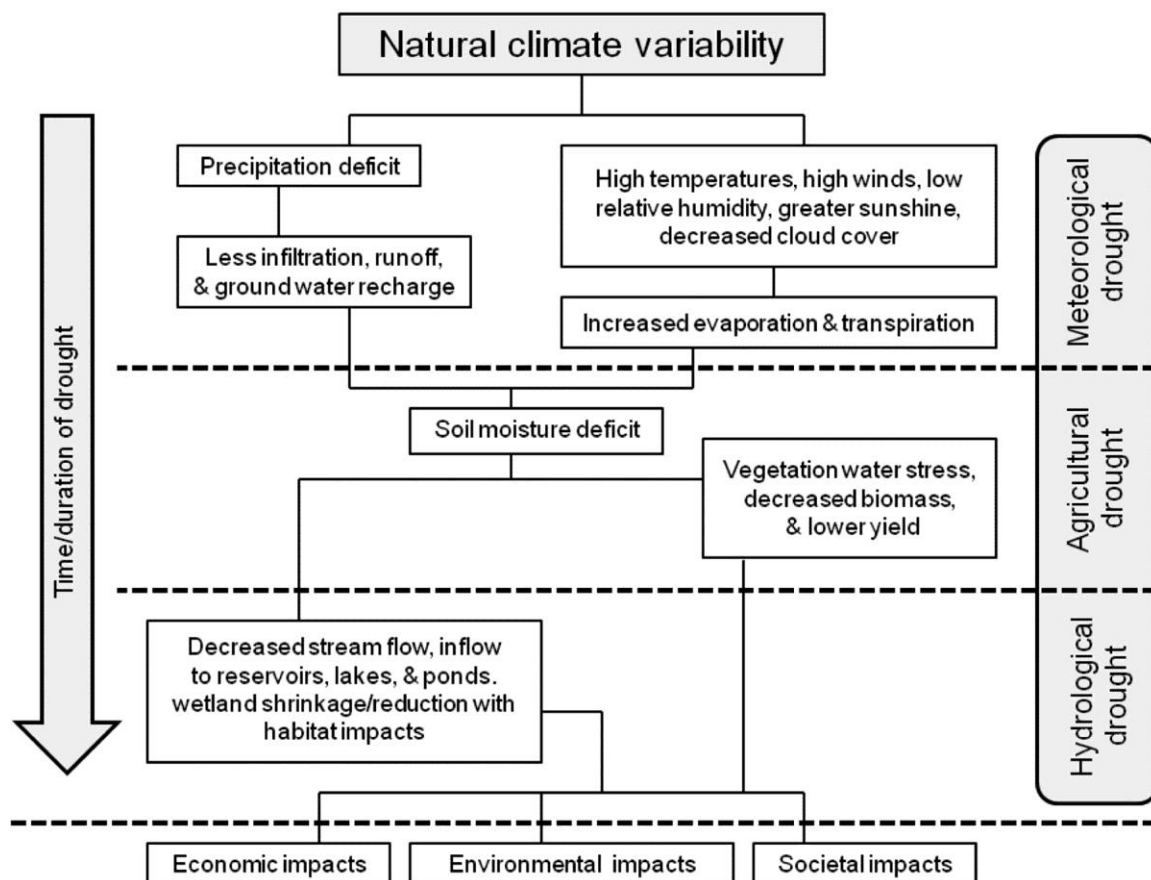 Natural climate variability
Precipitation deficit
High temperatures, high winds, low
relative humidity, greater sunshine,
decreased cloud cover
Less infiltration, runoff,
& ground water recharge
Increased evaporation & transpiration
Meteorological
drought
Time/duration of drought
Soil moisture deficit
Vegetation water stress,
decreased biomass,
& lower yield
Agricultural
drought
Decreased stream flow, inflow
to reservoirs, lakes, & ponds.
wetland shrinkage/reduction with
habitat impacts
Hydrological
drought
Economic impacts
Environmental impacts
Societal impacts